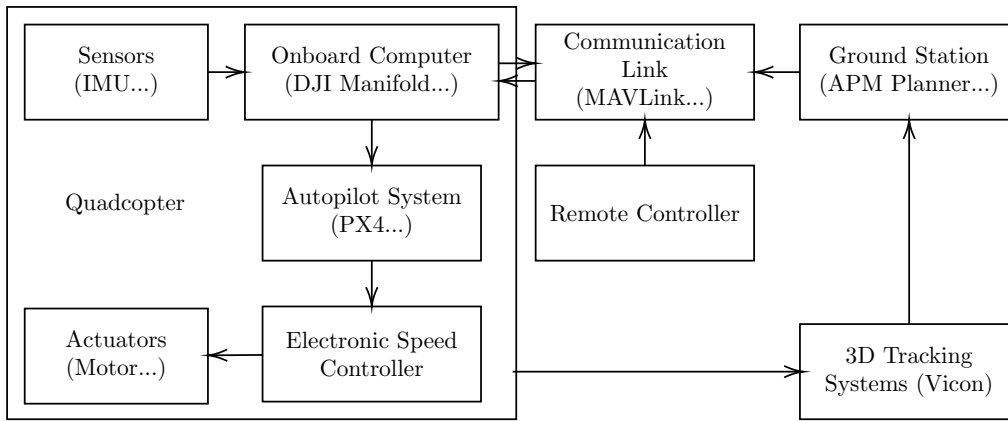 Sensors
(IMU...)
Onboard Computer
(DJI Manifold...)
Communication
Link
(MAVLink...)
Ground Station
(APM Planner...)
Quadcopter
Autopilot System
(PX4...)
Remote Controller
Actuators
(Motor...)
Electronic Speed
Controller
3D Tracking
Systems (Vicon)